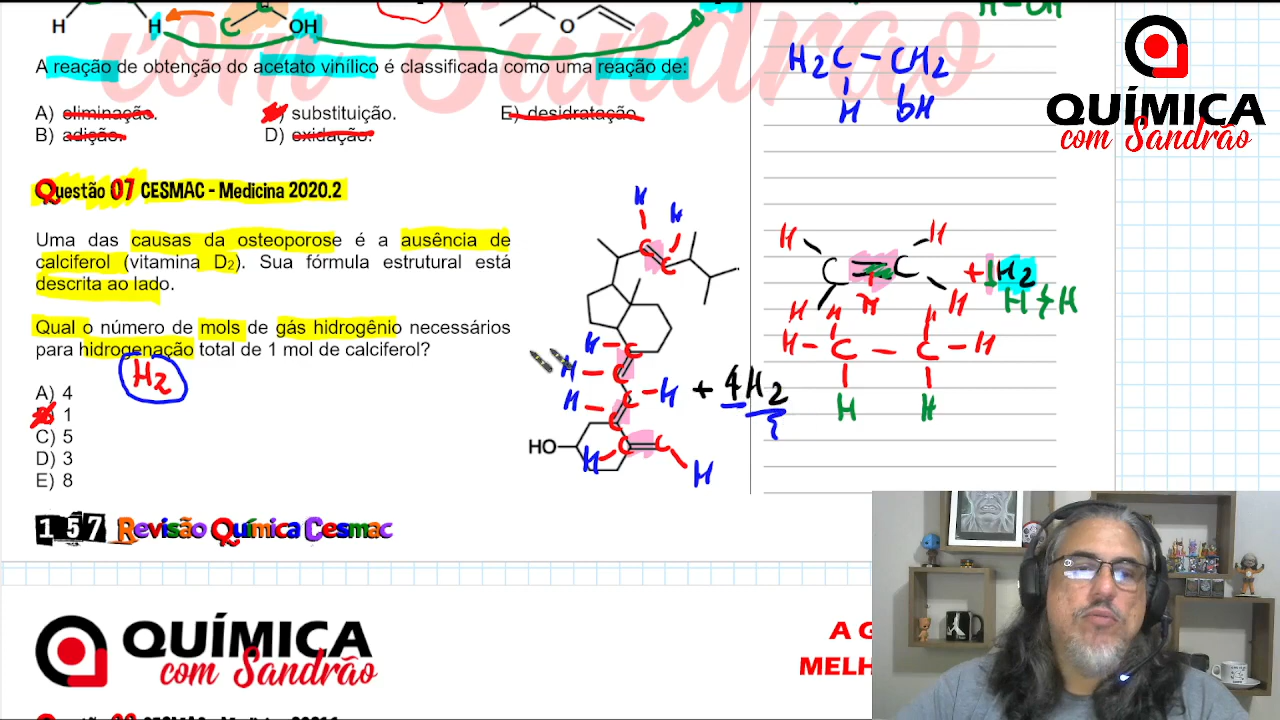 H H C OH O
com Sandrão
A reação de obtenção do acetato vinílico é classificada como uma reação de:
A) eliminação.
substituição.
E) desidratação
B) adição.
D) oxidação.
Questão 07 CESMAC - Medicina 2020.2
Uma das causas da osteoporose é a ausência de
calciferol (vitamina D2). Sua fórmula estrutural está
descrita ao lado.
Qual o número de mols de gás hidrogênio necessários
para hidrogenação total de 1 mol de calciferol?
H2
A) 4
1
C) 5
D) 3
E) 8
157 Revisão Química Cesmac
H H
C C
H C
H C
H C H
C
HO C C
H H
+ 4H2
H2C – CH2
H OH
H H
C = C + 1H2
π
H H H H
H – C — C – H
H H
QUÍMICA
com Sandrão
QUÍMICA
com Sandrão
A G
MELH